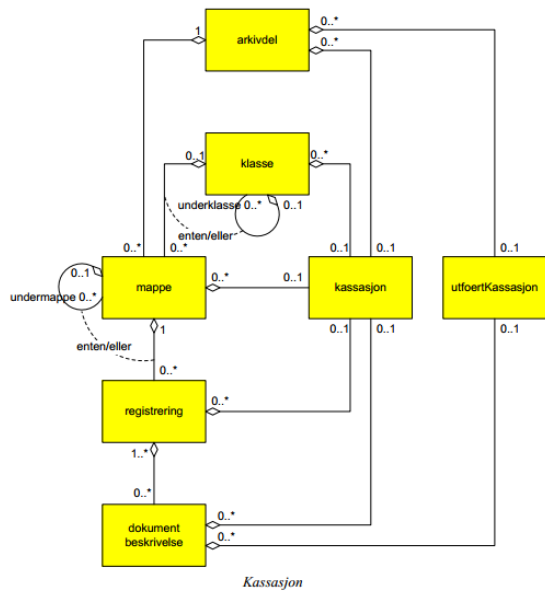 1
arkivdel
0..*
0..*
0..1
klasse
0..*
underklasse 0..*
0..1
enten/eller
0..*
0..*
0..1
0..1
0..1
0..1
mappe
0..*
0..1
kassasjon
utfoertKassasjon
undermappe 0..*
1
0..1
0..1
0..1
enten/eller
0..*
registrering
0..*
1..*
0..*
dokument
beskrivelse
0..*
0..*
Kassasjon